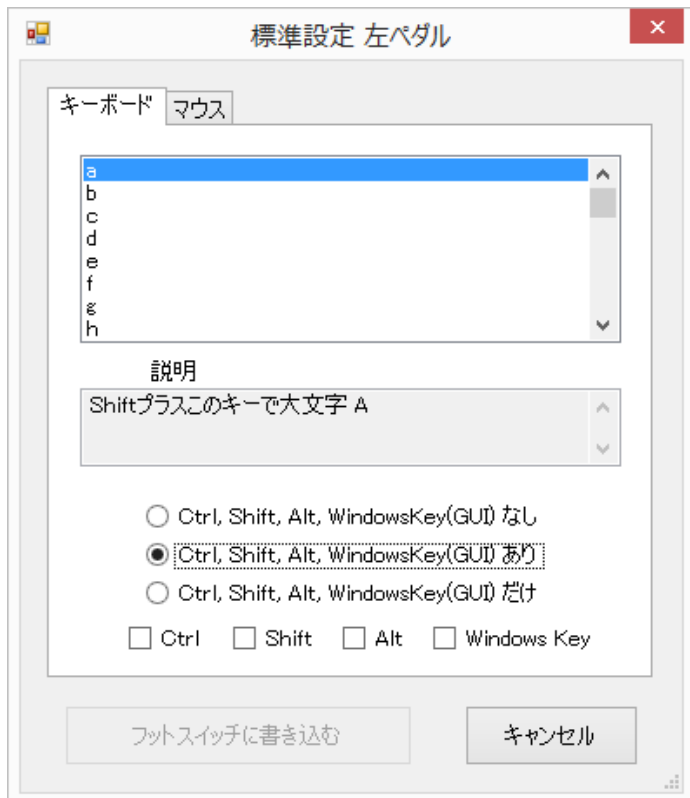 標準設定 左ペダル
キーボード マウス
a
b
c
d
e
f
g
h
説明
Shiftプラスこのキーで大文字 A
Ctrl, Shift, Alt, WindowsKey(GUI) なし
Ctrl, Shift, Alt, WindowsKey(GUI) あり
Ctrl, Shift, Alt, WindowsKey(GUI) だけ
Ctrl Shift Alt Windows Key
フットスイッチに書き込む キャンセル